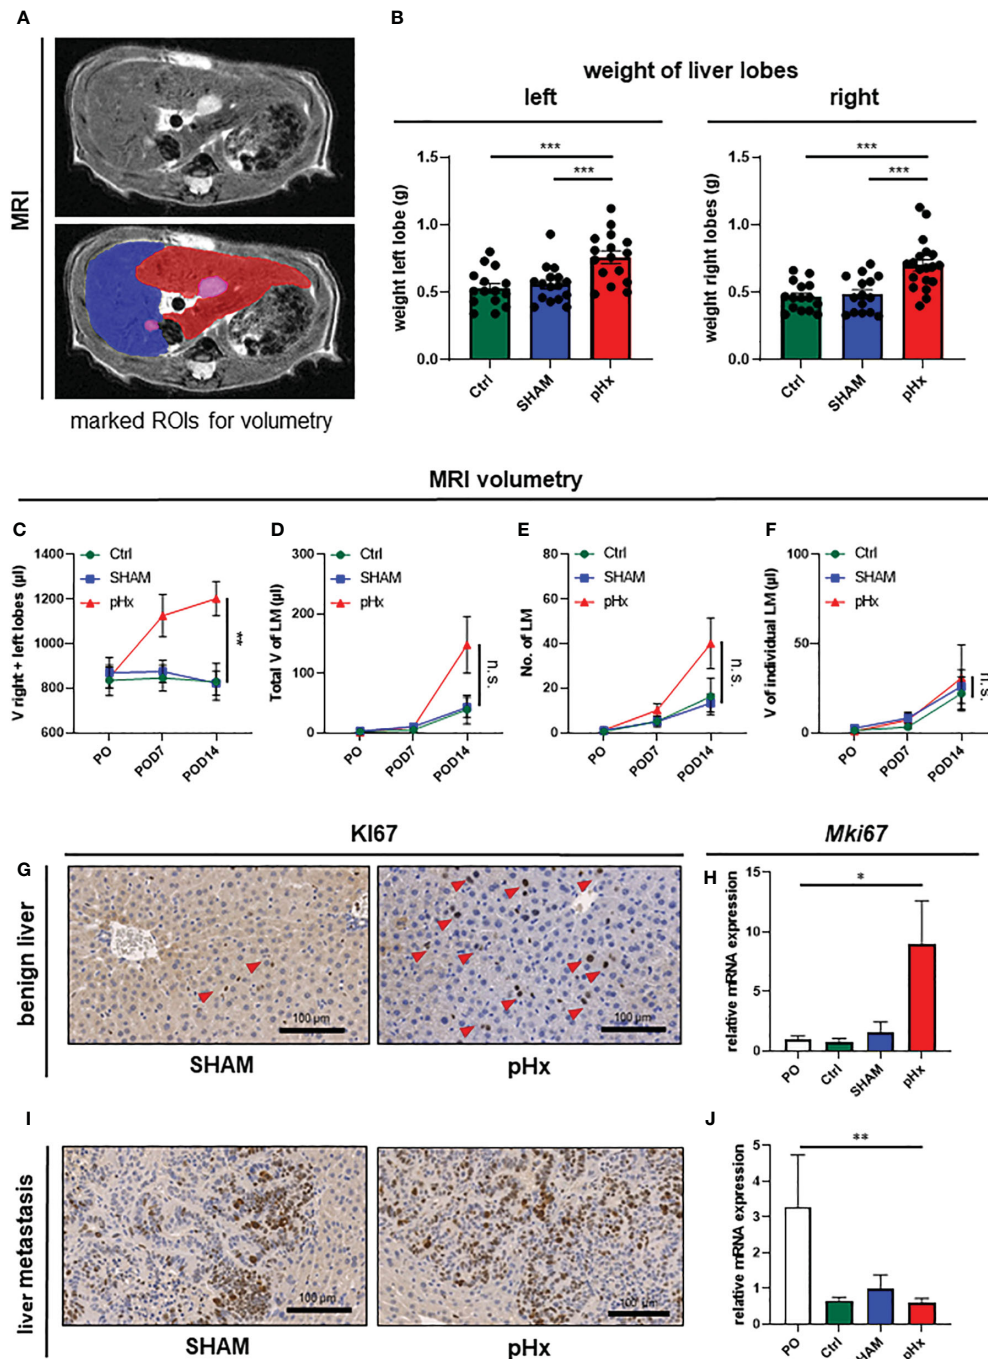 A
MRI
marked ROIs for volumetry
B
weight of liver lobes
left
right
weight left lobe (g)
1.5
1.0
0.5
0.0
***
***
Ctrl
SHAM
pHx
weight right lobes (g)
1.5
1.0
0.5
0.0
***
***
Ctrl
SHAM
pHx
MRI volumetry
C
V right + left lobes (µl)
1400
1200
1000
800
600
Ctrl
SHAM
pHx
**
PO
POD7
POD14
D
Total V of LM (µl)
300
200
100
0
Ctrl
SHAM
pHx
n.s.
PO
POD7
POD14
E
No. of LM
80
60
40
20
0
Ctrl
SHAM
pHx
n.s.
PO
POD7
POD14
F
V of individual LM (µl)
100
50
0
Ctrl
SHAM
pHx
n.s.
PO
POD7
POD14
KI67
Mki67
G
benign liver
100 µm
SHAM
100 µm
pHx
H
relative mRNA expression
15
10
5
0
*
PO
Ctrl
SHAM
pHx
I
liver metastasis
100 µm
SHAM
100 µm
pHx
J
relative mRNA expression
5
4
3
2
1
0
**
PO
Ctrl
HAM
pHx